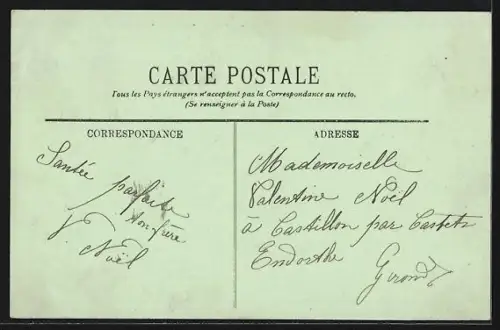 CARTE POSTALE
Tous les Pays étrangers n'acceptent pas la Correspondance au recto.
(Se renseigner à la Poste)
CORRESPONDANCE
Santée
parfaite
ton frère
Noël
ADRESSE
Mademoiselle
Valentine Noël
à Castillon par Castets
Endorthe
Gironde